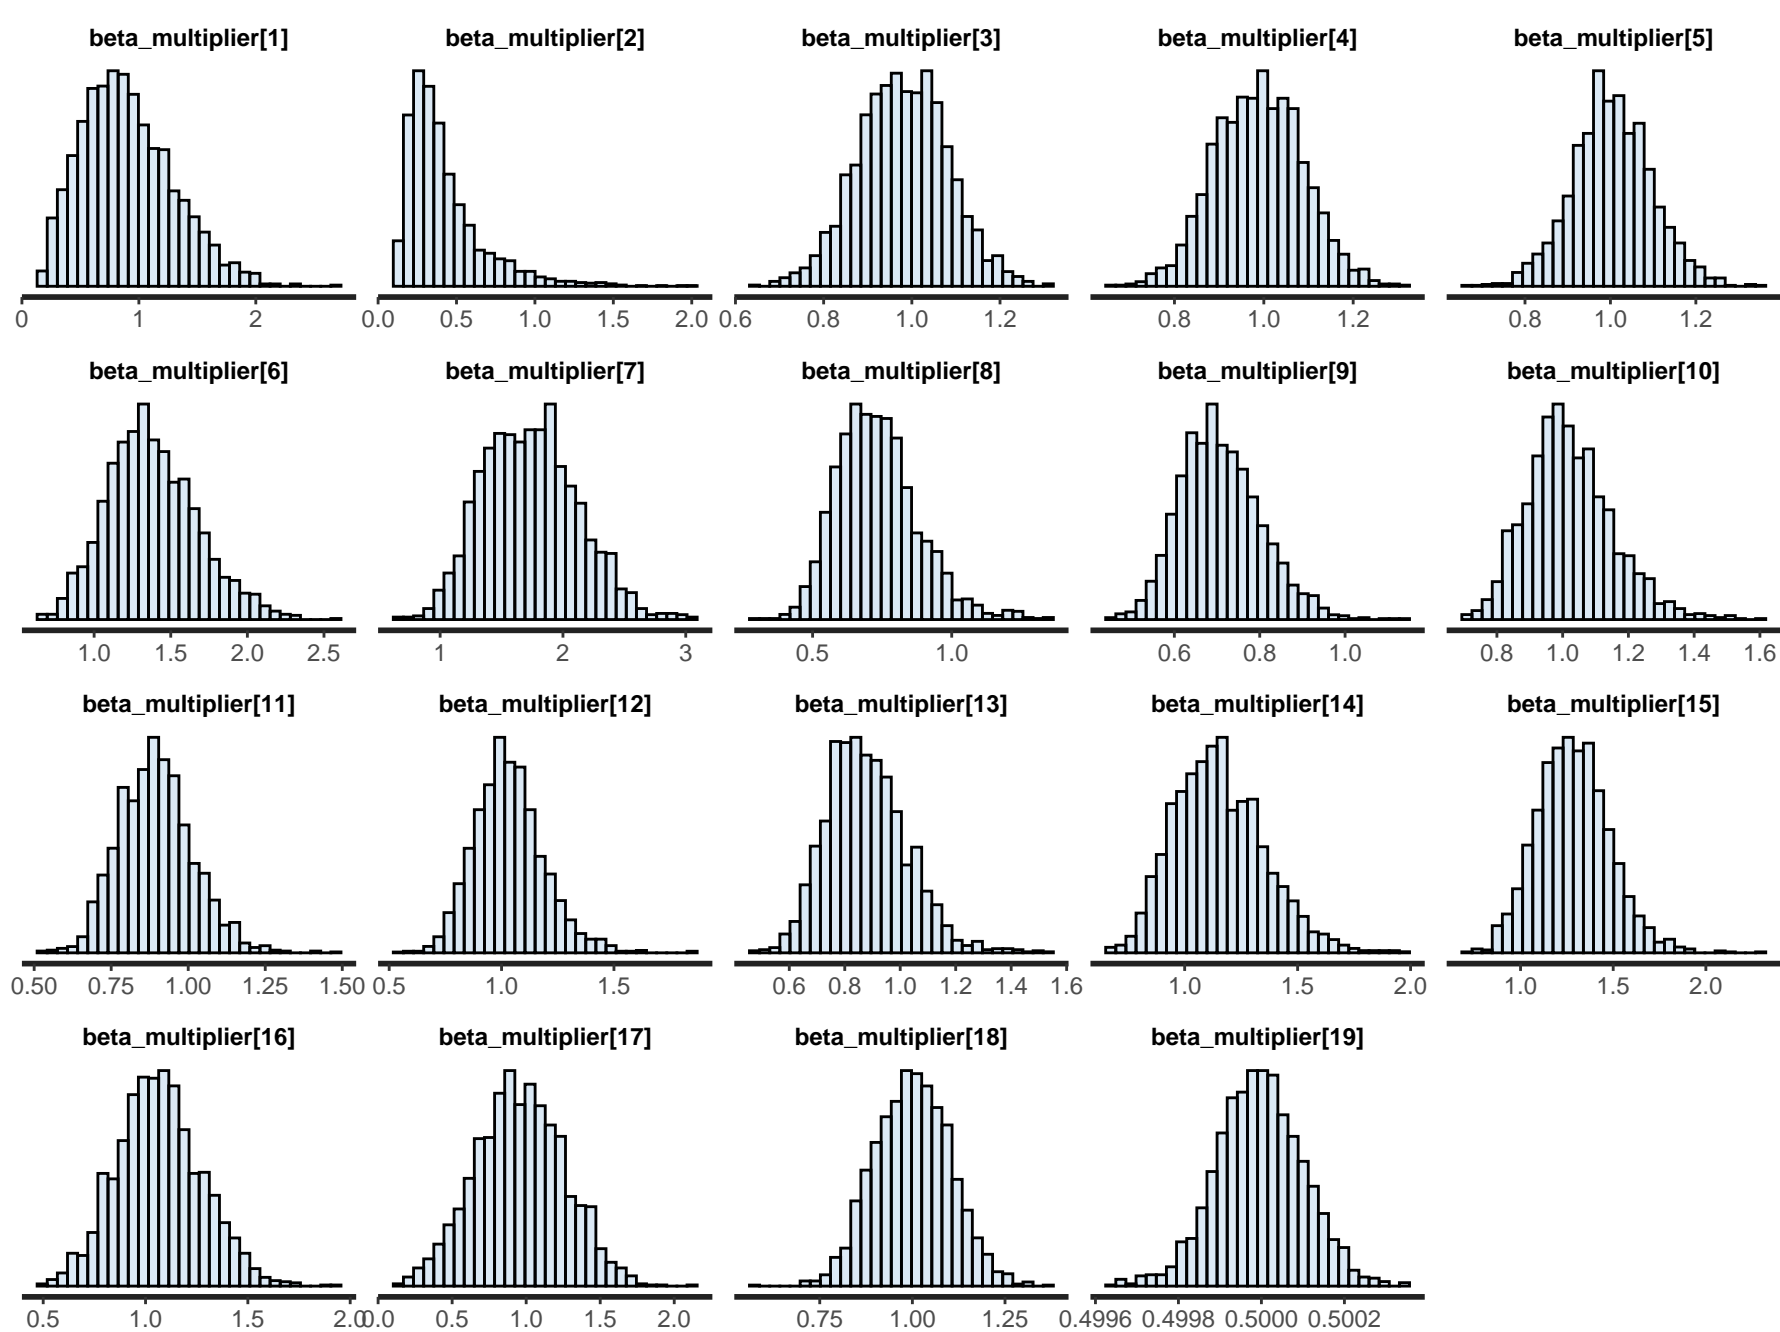 beta_multiplier[1] beta_multiplier[2] beta_multiplier[3] beta_multiplier[4] beta_multiplier[5]
0 1 2 0.0 0.5 1.0 1.5 2.0 0.6 0.8 1.0 1.2 0.8 1.0 1.2 0.8 1.0 1.2
beta_multiplier[6] beta_multiplier[7] beta_multiplier[8] beta_multiplier[9] beta_multiplier[10]
1.0 1.5 2.0 2.5 1 2 3 0.5 1.0 0.6 0.8 1.0 0.8 1.0 1.2 1.4 1.6
beta_multiplier[11] beta_multiplier[12] beta_multiplier[13] beta_multiplier[14] beta_multiplier[15]
0.50 0.75 1.00 1.25 1.50 0.5 1.0 1.5 0.6 0.8 1.0 1.2 1.4 1.6 1.0 1.5 2.0 1.0 1.5 2.0
beta_multiplier[16] beta_multiplier[17] beta_multiplier[18] beta_multiplier[19]
0.5 1.0 1.5 2.0 0.0 0.5 1.0 1.5 2.0 0.75 1.00 1.25 0.4996 0.4998 0.5000 0.5002